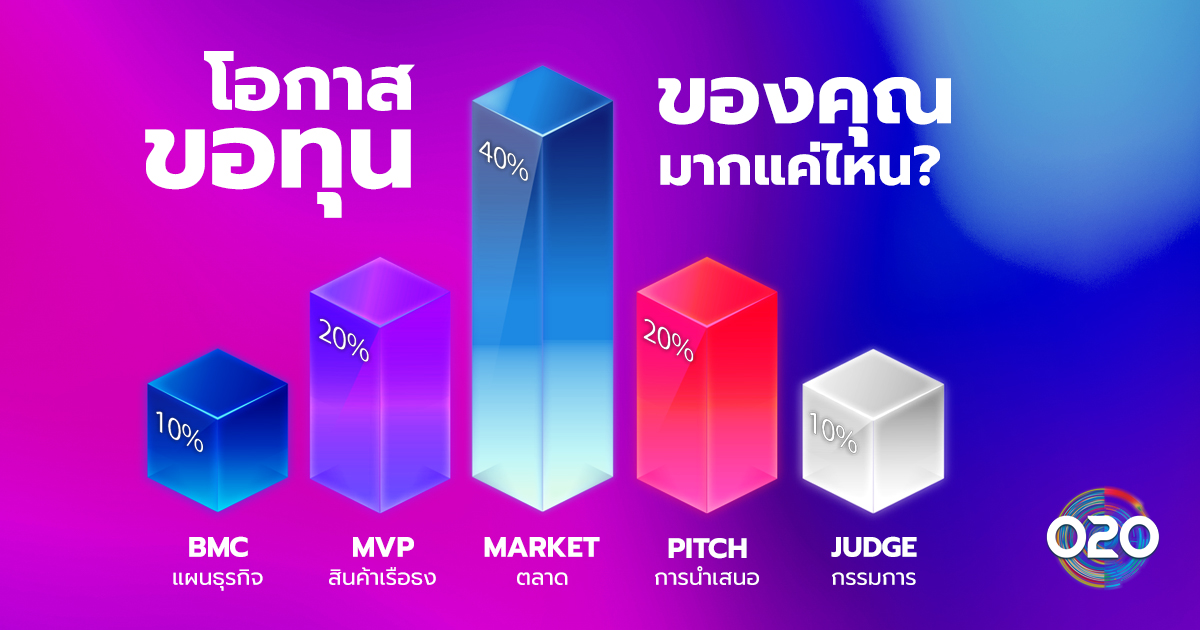 โอกาส
ขอทุน
ของคุณ
มากแค่ไหน?
40%
20%
20%
10%
10%
BMC
แผนธุรกิจ
MVP
สินค้าเรือธง
MARKET
ตลาด
PITCH
การนำเสนอ
JUDGE
กรรมการ
O2O